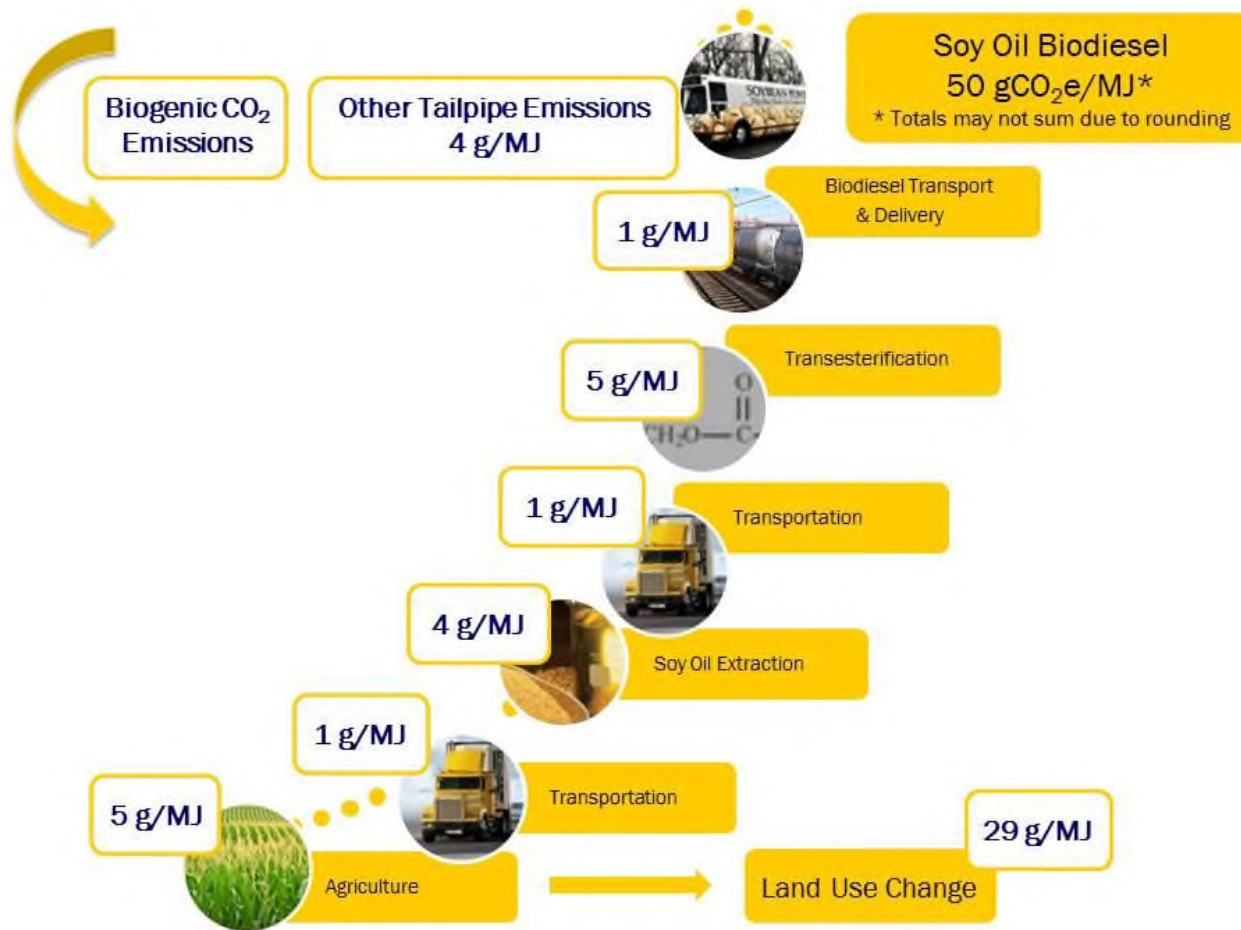 Soy Oil Biodiesel
50 gCO₂e/MJ*
* Totals may not sum due to rounding
Biogenic CO₂
Emissions
Other Tailpipe Emissions
4 g/MJ
Biodiesel Transport
& Delivery
1 g/MJ
Transesterification
5 g/MJ
O
CH₂O—C-
Transportation
1 g/MJ
4 g/MJ
Soy Oil Extraction
1 g/MJ
Transportation
5 g/MJ
Agriculture
29 g/MJ
Land Use Change